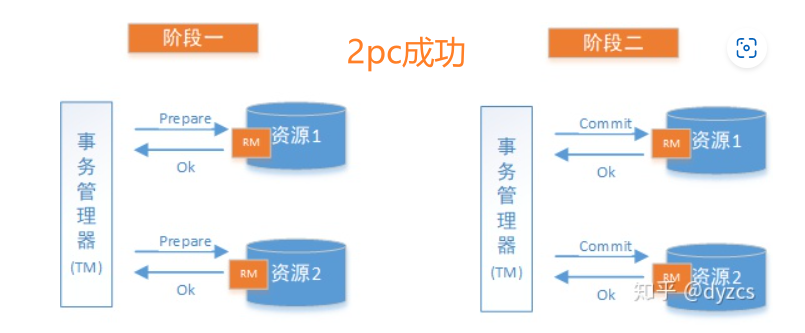 阶段一
2pc成功
阶段二
事务管理器
(TM)
Prepare
Ok
RM
资源1
Prepare
Ok
RM
资源2
事务管理器
(TM)
Commit
Ok
RM
资源1
Commit
Ok
RM
资源2
知乎 @dyzcs